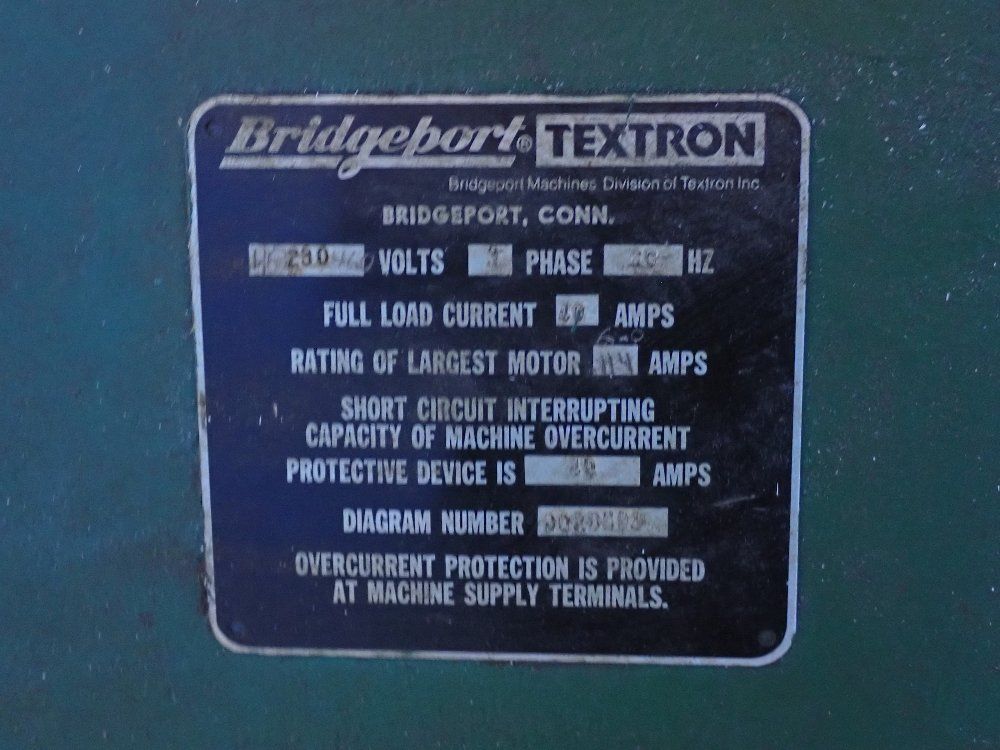 Bridgeport® TEXTRON
Bridgeport Machines Division of Textron Inc
BRIDGEPORT, CONN.
230 VOLTS PHASE HZ
FULL LOAD CURRENT AMPS
RATING OF LARGEST MOTOR AMPS
SHORT CIRCUIT INTERRUPTING
CAPACITY OF MACHINE OVERCURRENT
PROTECTIVE DEVICE IS AMPS
DIAGRAM NUMBER
OVERCURRENT PROTECTION IS PROVIDED
AT MACHINE SUPPLY TERMINALS.